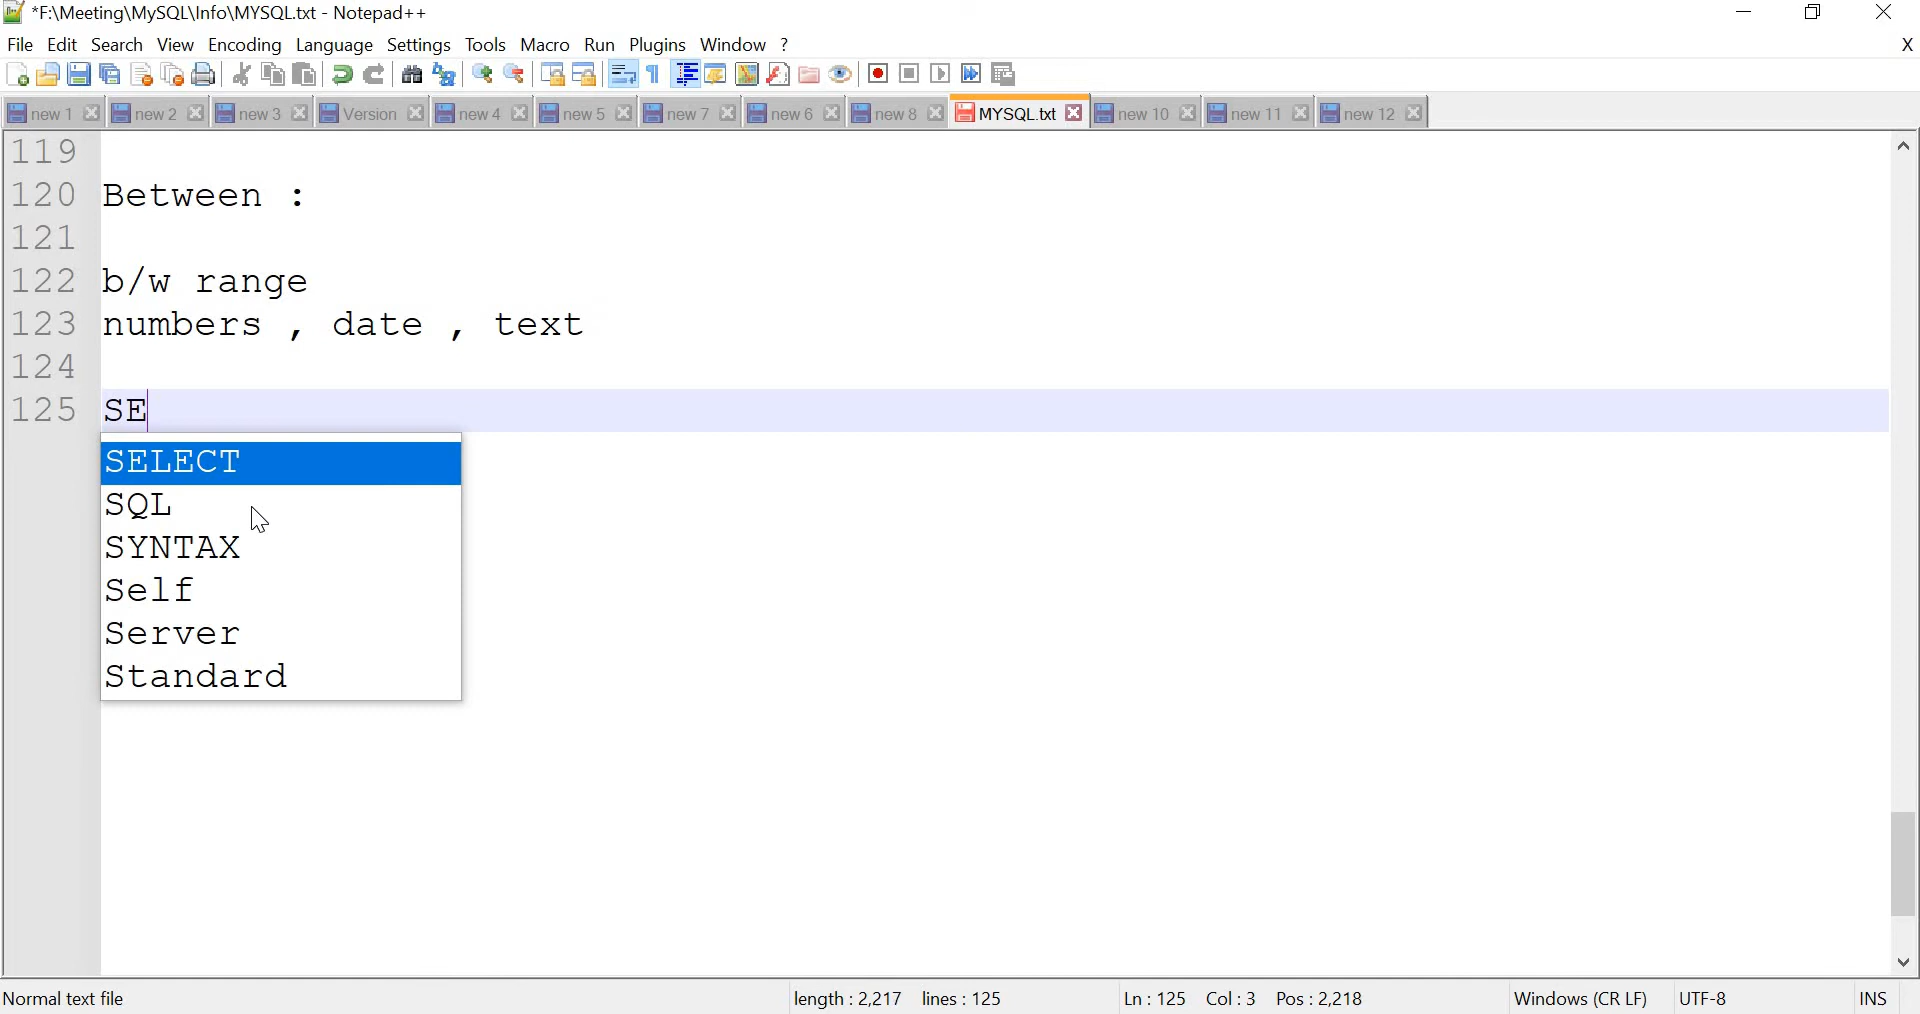 *F:\Meeting\MySQL\Info\MYSQL.txt - Notepad++
File Edit Search View Encoding Language Settings Tools Macro Run Plugins Window ? X
new 1 new 2 new 3 Version new 4 new 5 new 7 new 6 new 8 MYSQL.txt new 10 new 11 new 12
119
120 Between :
121
122 b/w range
123 numbers , date , text
124
125 SE
SELECT
SQL
SYNTAX
Self
Server
Standard
Normal text file length : 2,217 lines : 125 Ln : 125 Col : 3 Pos : 2,218 Windows (CR LF) UTF-8 INS